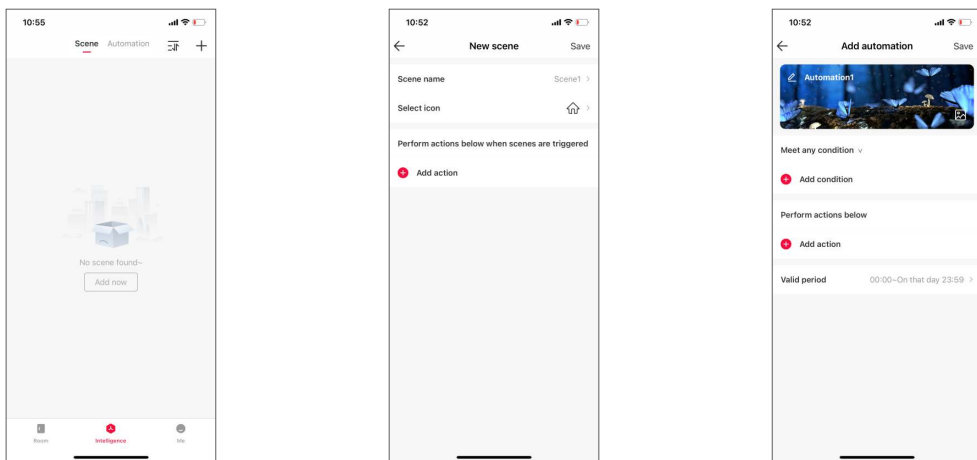 10:55
Scene Automation
No scene found~
Add now
Room Intelligence Me
10:52
New scene Save
Scene name Scene1 >
Select icon >
Perform actions below when scenes are triggered
Add action
10:52
Add automation Save
Automation1
Meet any condition ∨
Add condition
Perform actions below
Add action
Valid period 00:00~On that day 23:59 >